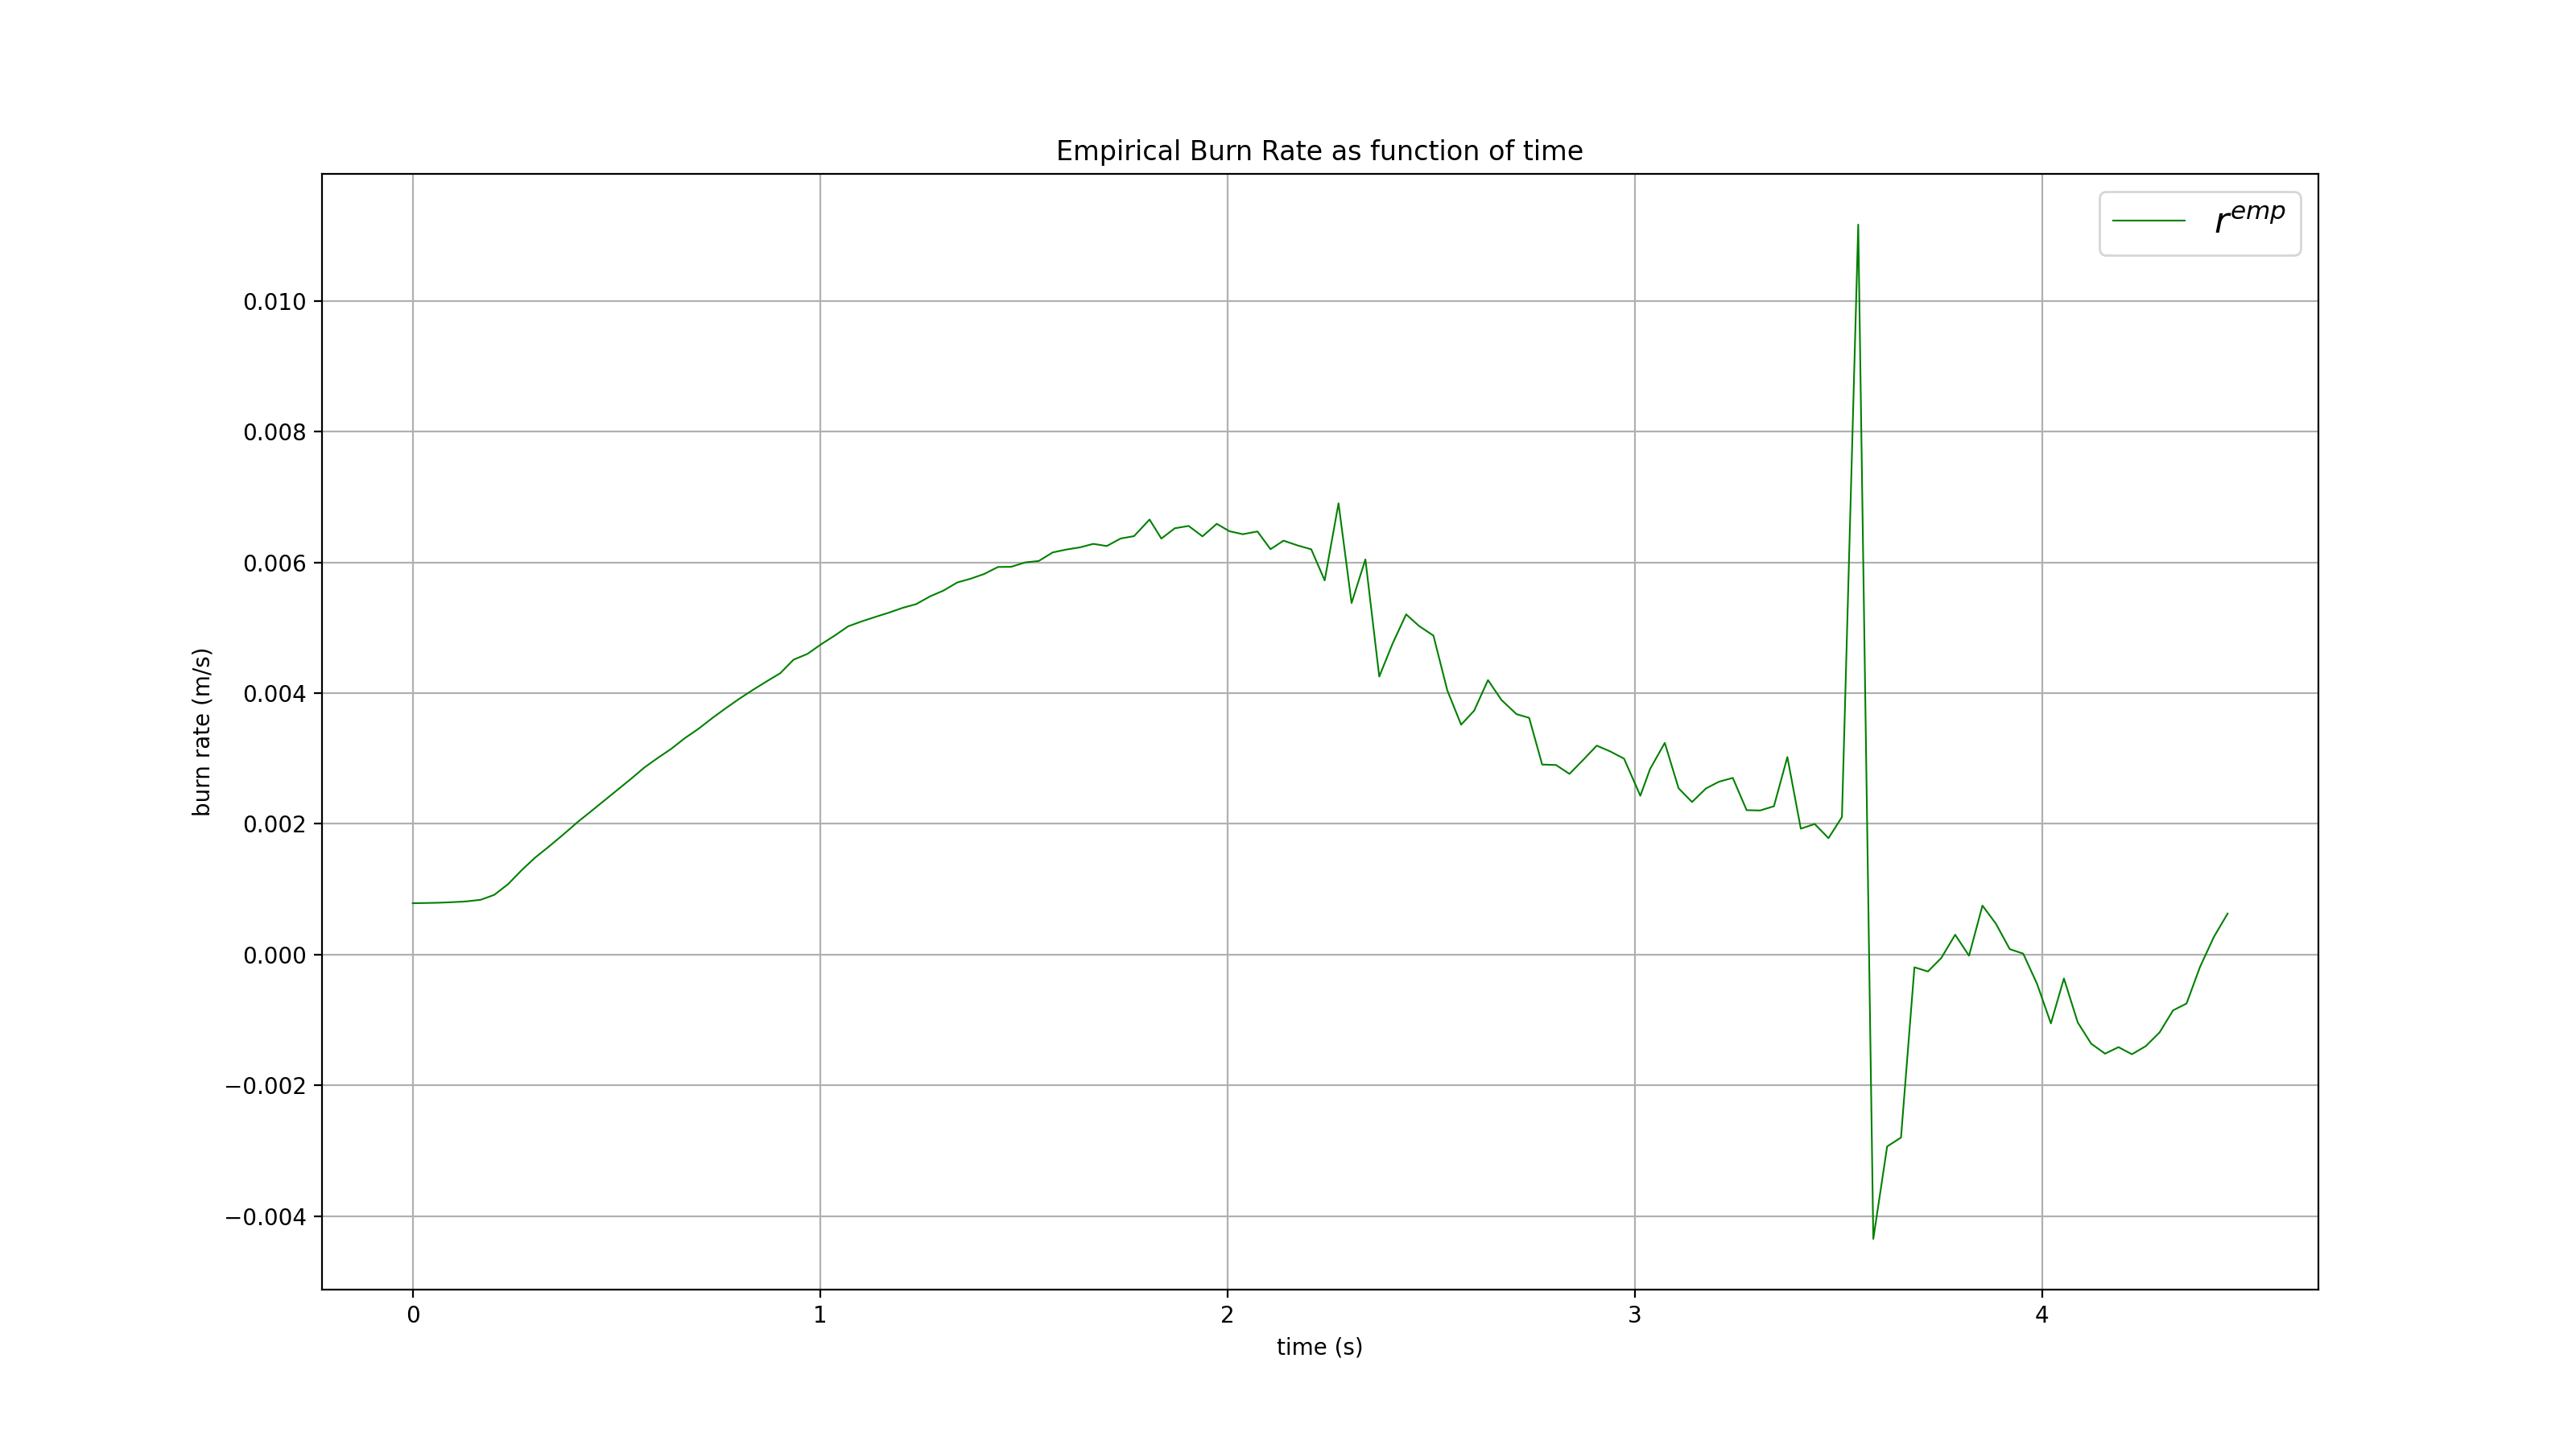 Empirical Burn Rate as function of time
r^emp
burn rate (m/s)
0.010
0.008
0.006
0.004
0.002
0.000
−0.002
−0.004
0 1 2 3 4
time (s)